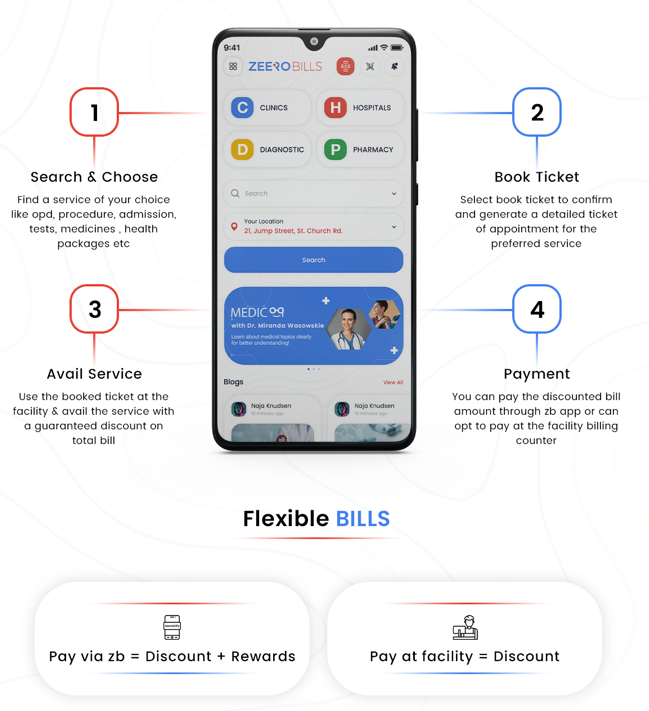 1
Search & Choose
Find a service of your choice
like opd, procedure, admission,
tests, medicines , health
packages etc
2
Book Ticket
Select book ticket to confirm
and generate a detailed ticket
of appointment for the
preferred service
3
Avail Service
Use the booked ticket at the
facility & avail the service with
a guaranteed discount on
total bill
4
Payment
You can pay the discounted bill
amount through zb app or can
opt to pay at the facility billing
counter
9:41
ZEEROBILLS
SOS
C CLINICS
H HOSPITALS
D DIAGNOSTIC
P PHARMACY
Search
Your Location
21, Jump Street, St. Church Rd.
Search
with Dr. Miranda Wasowskie
Learn about medical topics clearly
for better understanding!
Blogs
View All
Naja Knudsen
Naja Knudsen
Flexible BILLS
Pay via zb = Discount + Rewards
Pay at facility = Discount